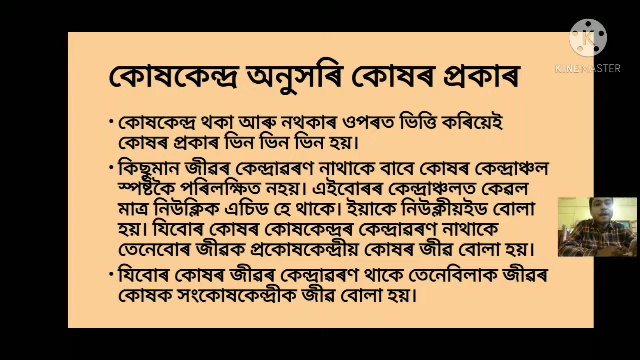 KINEMASTER
কোষকেন্দ্ৰ অনুসৰি কোষৰ প্ৰকাৰ
• কোষকেন্দ্ৰ থকা আৰু নথকাৰ ওপৰত ভিত্তি কৰিয়েই
কোষৰ প্ৰকাৰ ভিন ভিন ভিন হয়।
• কিছুমান জীৱৰ কেন্দ্ৰাৱৰণ নাথাকে বাবে কোষৰ কেন্দ্ৰাঞ্চল
স্পষ্টকৈ পৰিলক্ষিত নহয়। এইবোৰৰ কেন্দ্ৰাঞ্চলত কেৱল
মাত্ৰ নিউক্লিক এচিড হে থাকে। ইয়াকে নিউক্লীয়ইড বোলা
হয়। যিবোৰ কোষৰ কোষকেন্দ্ৰৰ কেন্দ্ৰাৱৰণ নাথাকে
তেনেবোৰ জীৱক প্ৰকোষকেন্দ্ৰীয় কোষৰ জীৱ বোলা হয়।
• যিবোৰ কোষৰ জীৱৰ কেন্দ্ৰাৱৰণ থাকে তেনেবিলাক জীৱৰ
কোষক সংকোষকেন্দ্ৰীক জীৱ বোলা হয়।